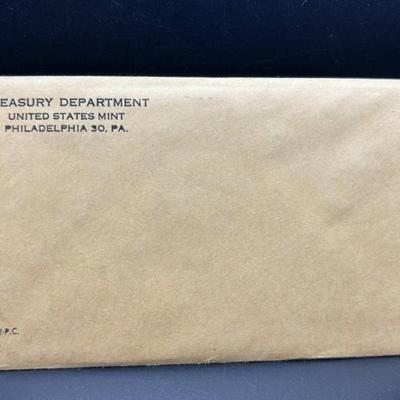 EASURY DEPARTMENT
UNITED STATES MINT
PHILADELPHIA 30, PA.
-P.C.